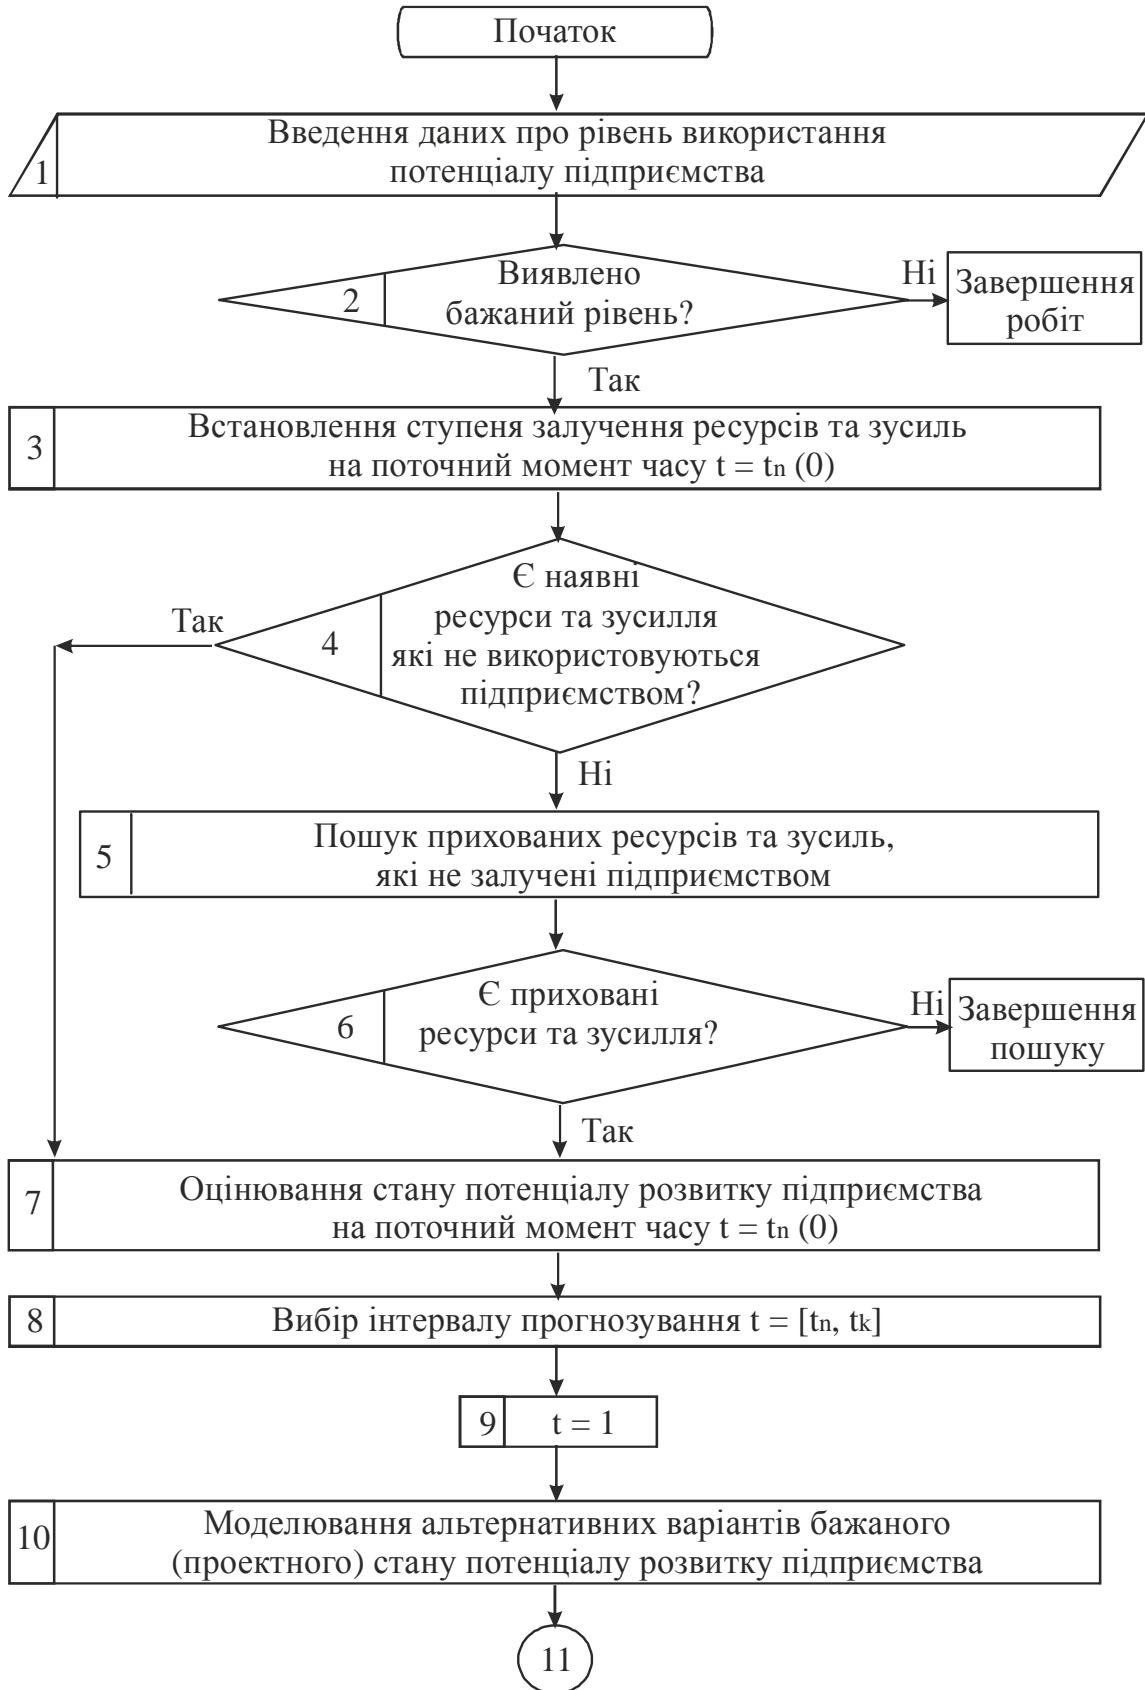 Початок
1
Введення даних про рівень використання
потенціалу підприємства
2
Виявлено
бажаний рівень?
Ні
Завершення
робіт
Так
3
Встановлення ступеня залучення ресурсів та зусиль
на поточний момент часу t = tn (0)
Є наявні
ресурси та зусилля
які не використовуються
підприємством?
4
Так
Ні
5
Пошук прихованих ресурсів та зусиль,
які не залучені підприємством
6
Є приховані
ресурси та зусилля?
Ні
Завершення
пошуку
Так
7
Оцінювання стану потенціалу розвитку підприємства
на поточний момент часу t = tn (0)
8
Вибір інтервалу прогнозування t = [tn, tk]
9
t = 1
10
Моделювання альтернативних варіантів бажаного
(проектного) стану потенціалу розвитку підприємства
11